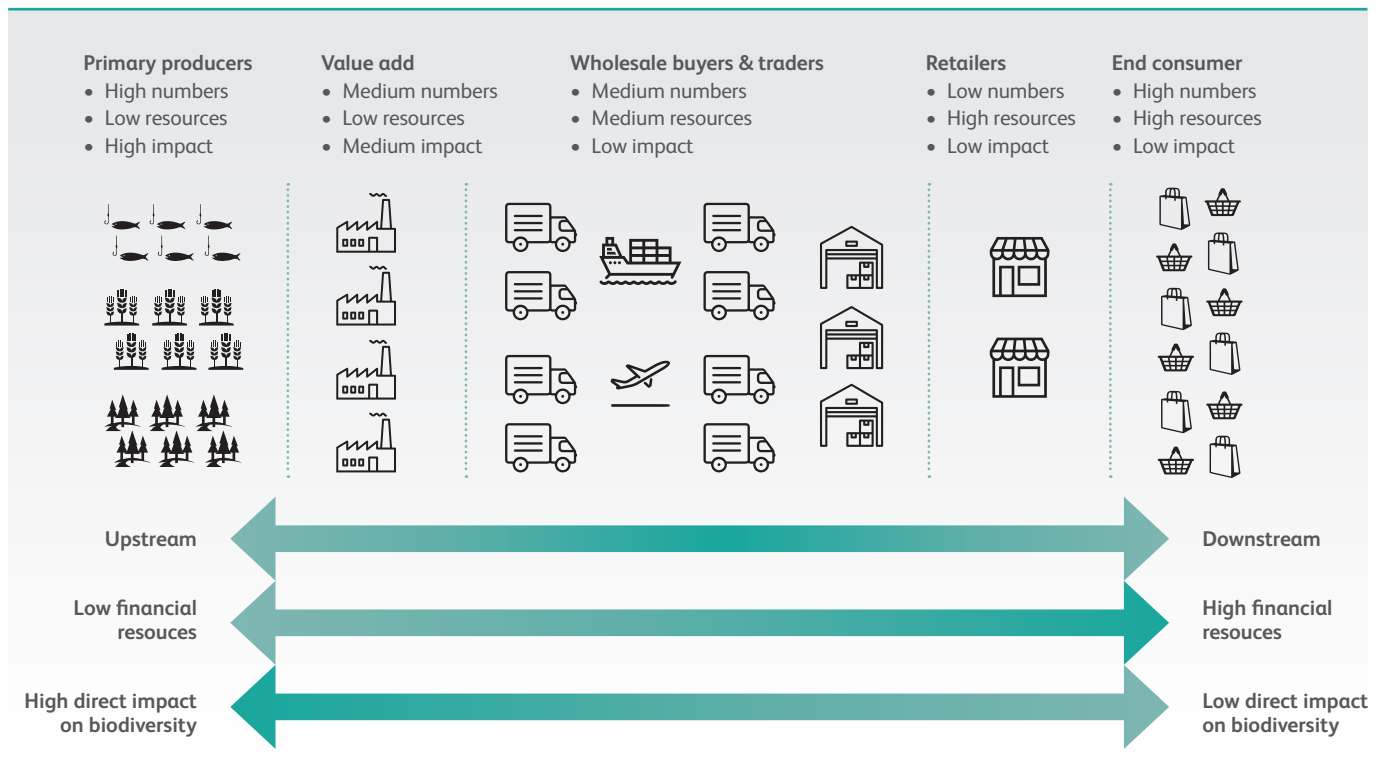 Primary producers
• High numbers
• Low resources
• High impact
Value add
• Medium numbers
• Low resources
• Medium impact
Wholesale buyers & traders
• Medium numbers
• Medium resources
• Low impact
Retailers
• Low numbers
• High resources
• Low impact
End consumer
• High numbers
• High resources
• Low impact
Upstream
Downstream
Low financial
resouces
High financial
resouces
High direct impact
on biodiversity
Low direct impact
on biodiversity